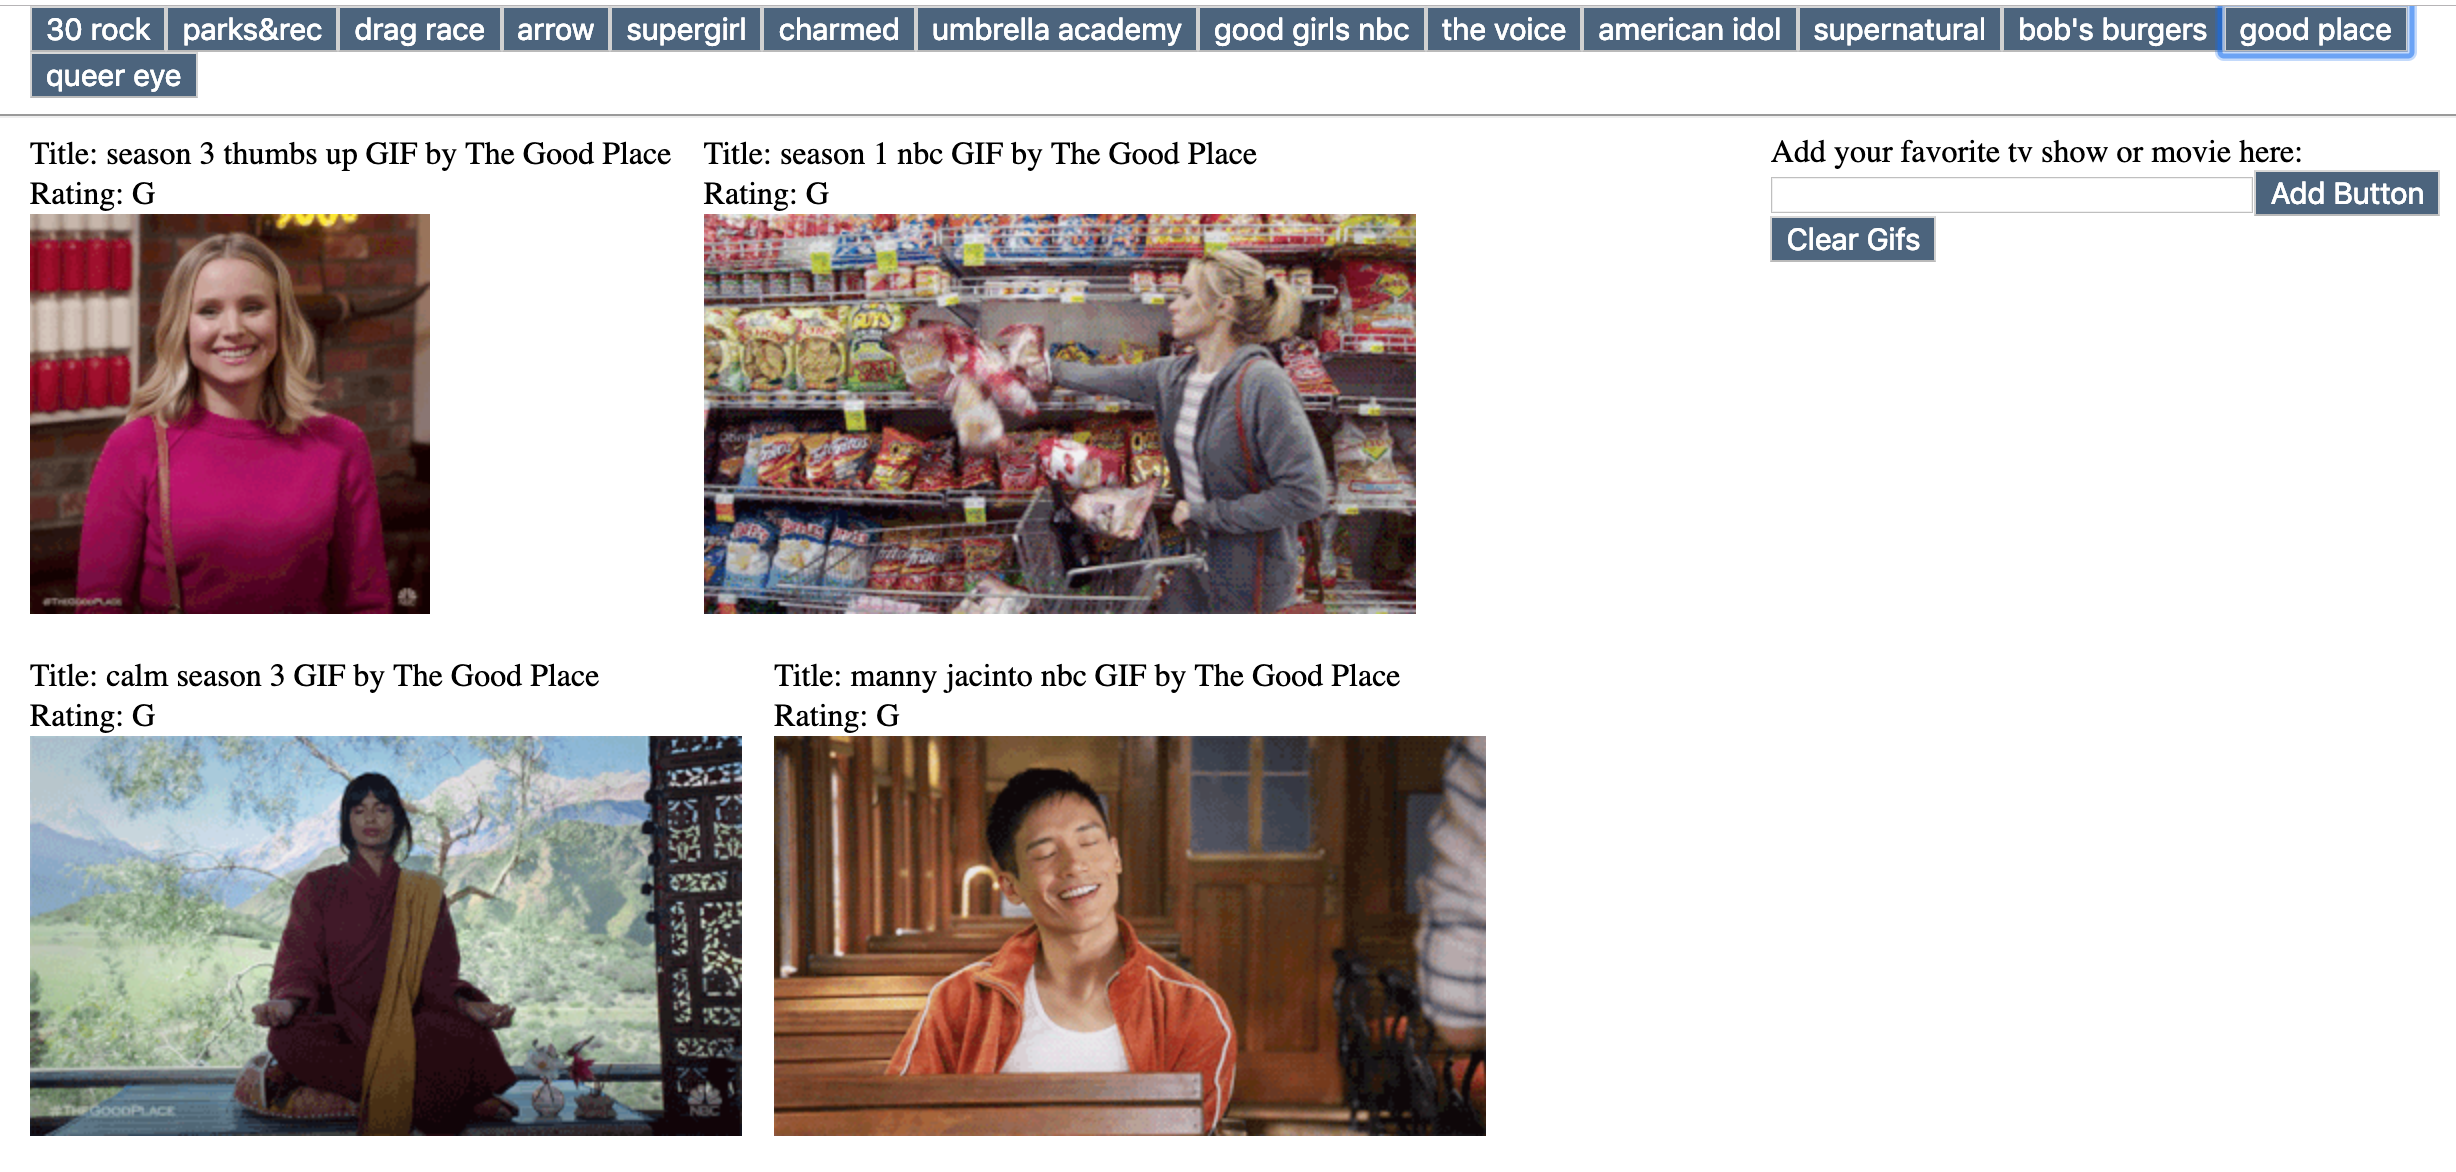 30 rock parks&rec drag race arrow supergirl charmed umbrella academy good girls nbc the voice american idol supernatural bob's burgers good place
queer eye
Title: season 3 thumbs up GIF by The Good Place
Rating: G
Title: season 1 nbc GIF by The Good Place
Rating: G
Add your favorite tv show or movie here:
Add Button
Clear Gifs
#THEGOODPLACE
Title: calm season 3 GIF by The Good Place
Rating: G
Title: manny jacinto nbc GIF by The Good Place
Rating: G
#THEGOODPLACE
NBC